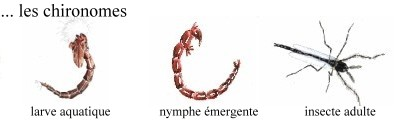 ... les chironomes
larve aquatique
nymphe émergente
insecte adulte